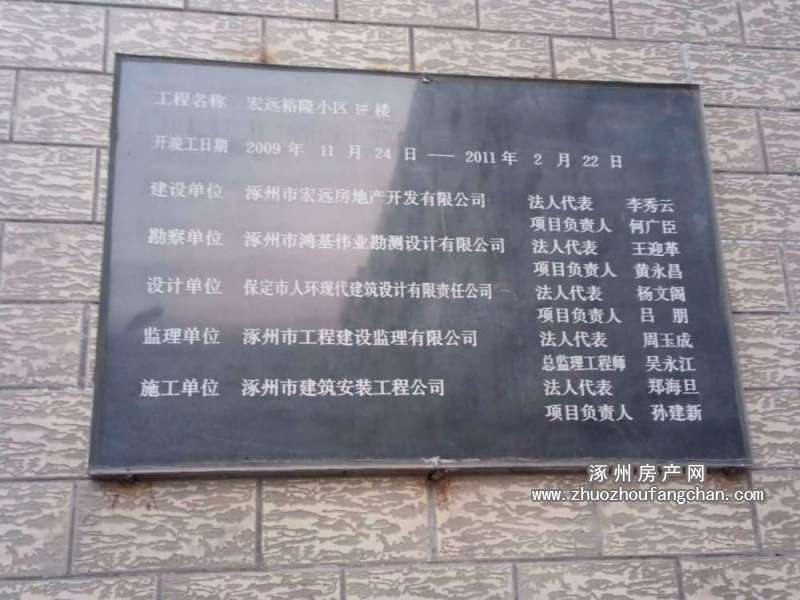 工程名称 宏远裕隆小区 楼
开竣工日期 2009 年 11 月 24 日 —— 2011 年 2 月 22 日
建设单位 涿州市宏远房地产开发有限公司 法人代表 李秀云
项目负责人 何广臣
勘察单位 涿州市鸿基伟业勘测设计有限公司 法人代表 王迎革
项目负责人 黄永昌
设计单位 保定市人环现代建筑设计有限责任公司 法人代表 杨文阁
项目负责人 吕 朋
监理单位 涿州市工程建设监理有限公司 法人代表 周玉成
总监理工程师 吴永江
施工单位 涿州市建筑安装工程公司 法人代表 郑海旦
项目负责人 孙建新
涿州房产网
www.zhuozhoufangchan.com